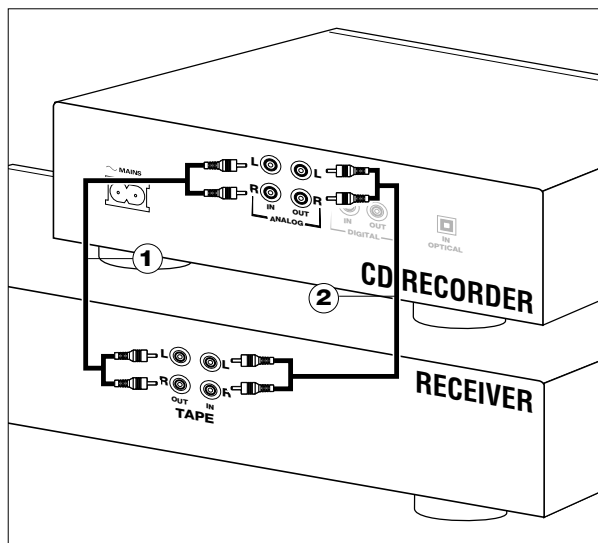 ~ MAINS
L L
R R
IN OUT
ANALOG
IN OUT
DIGITAL
IN
OPTICAL
1
2
CD RECORDER
L L
R R
OUT IN
TAPE
RECEIVER